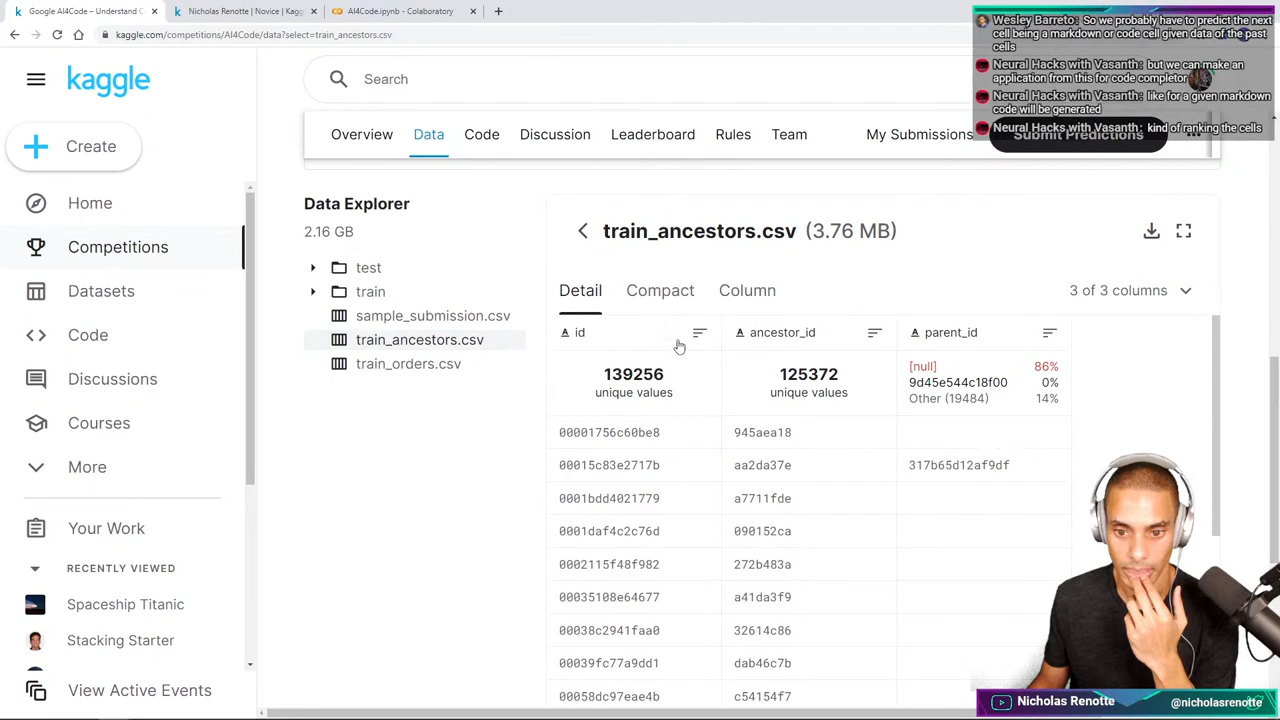 Google AI4Code – Understand C
Nicholas Renotte | Novice | Kagg
AI4Code.ipynb - Colaboratory
kaggle.com/competitions/AI4Code/data?select=train_ancestors.csv
Wesley Barreto: So we probably have to predict the next
cell being a markdown or code cell given data of the past
cells
Neural Hacks with Vasanth: but we can make an
application from this for code completor
Neural Hacks with Vasanth: like for a given markdown
code will be generated
Neural Hacks with Vasanth: kind of ranking the cells
kaggle
Search
Create
Home
Competitions
Datasets
Code
Discussions
Courses
More
Your Work
RECENTLY VIEWED
Spaceship Titanic
Stacking Starter
View Active Events
Overview Data Code Discussion Leaderboard Rules Team My Submissions Submit Predictions
Data Explorer
2.16 GB
test
train
sample_submission.csv
train_ancestors.csv
train_orders.csv
train_ancestors.csv (3.76 MB)
Detail Compact Column 3 of 3 columns
A id A ancestor_id A parent_id
139256 unique values
125372 unique values
[null] 86%
9d45e544c18f00 0%
Other (19484) 14%
00001756c60be8 945aea18
00015c83e2717b aa2da37e 317b65d12af9df
0001bdd4021779 a7711fde
0001daf4c2c76d 090152ca
0002115f48f982 272b483a
00035108e64677 a41da3f9
00038c2941faa0 32614c86
00039fc77a9dd1 dab46c7b
00058dc97eae4b c54154f7
Nicholas Renotte @nicholasrenotte